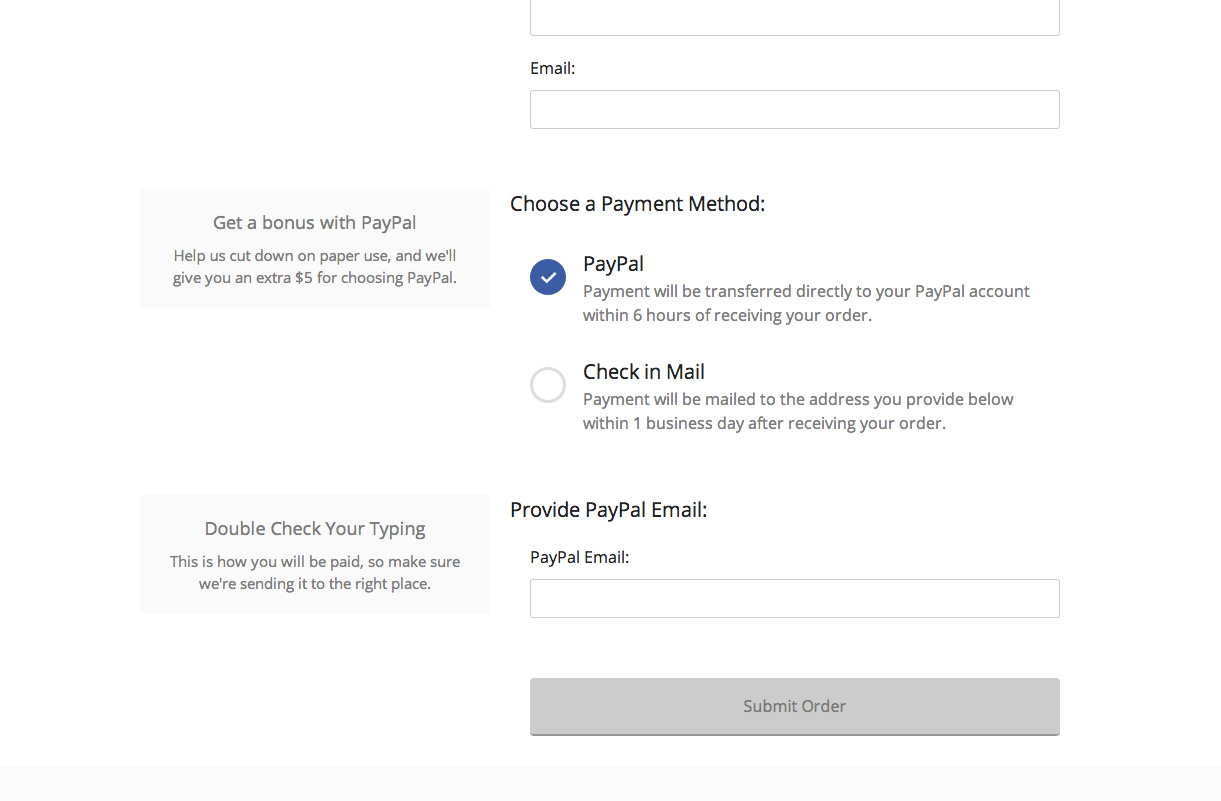 Email:
Get a bonus with PayPal
Help us cut down on paper use, and we'll
give you an extra $5 for choosing PayPal.
Choose a Payment Method:
PayPal
Payment will be transferred directly to your PayPal account
within 6 hours of receiving your order.
Check in Mail
Payment will be mailed to the address you provide below
within 1 business day after receiving your order.
Double Check Your Typing
This is how you will be paid, so make sure
we're sending it to the right place.
Provide PayPal Email:
PayPal Email:
Submit Order